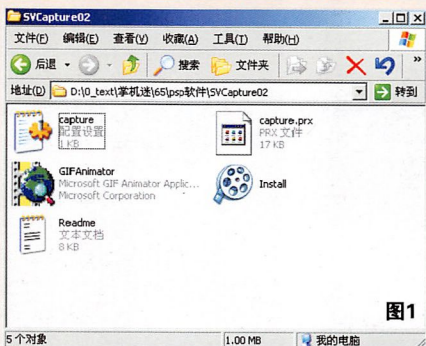 SVCapture02
文件(F) 编辑(E) 查看(V) 收藏(A) 工具(T) 帮助(H)
后退 搜索 文件夹 »
地址(D) D:\0_text\掌机迷\65\psp软件\SVCapture02 转到
capture
配置设置
1 KB
capture.prx
PRX 文件
17 KB
GIFAnimator
Microsoft GIF Animator Applic...
Microsoft Corporation
Install
Readme
文本文档
8 KB
图1
5 个对象 1.00 MB 我的电脑